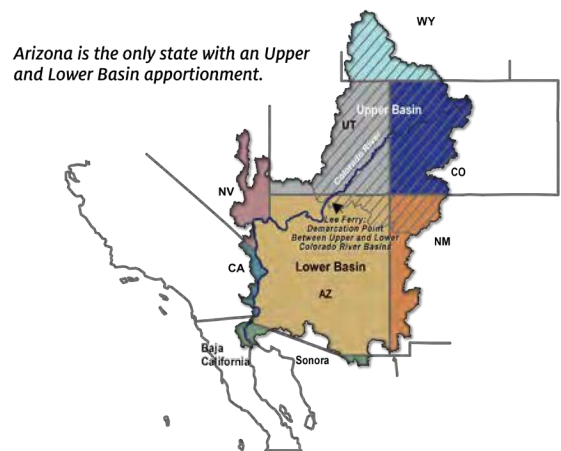 Arizona is the only state with an Upper
and Lower Basin apportionment.
WY
Upper Basin
UT
Colorado River
CO
NV
Lee Ferry:
Demarcation Point
Between Upper and Lower
Colorado River Basins
NM
CA
Lower Basin
AZ
Baja
California
Sonora